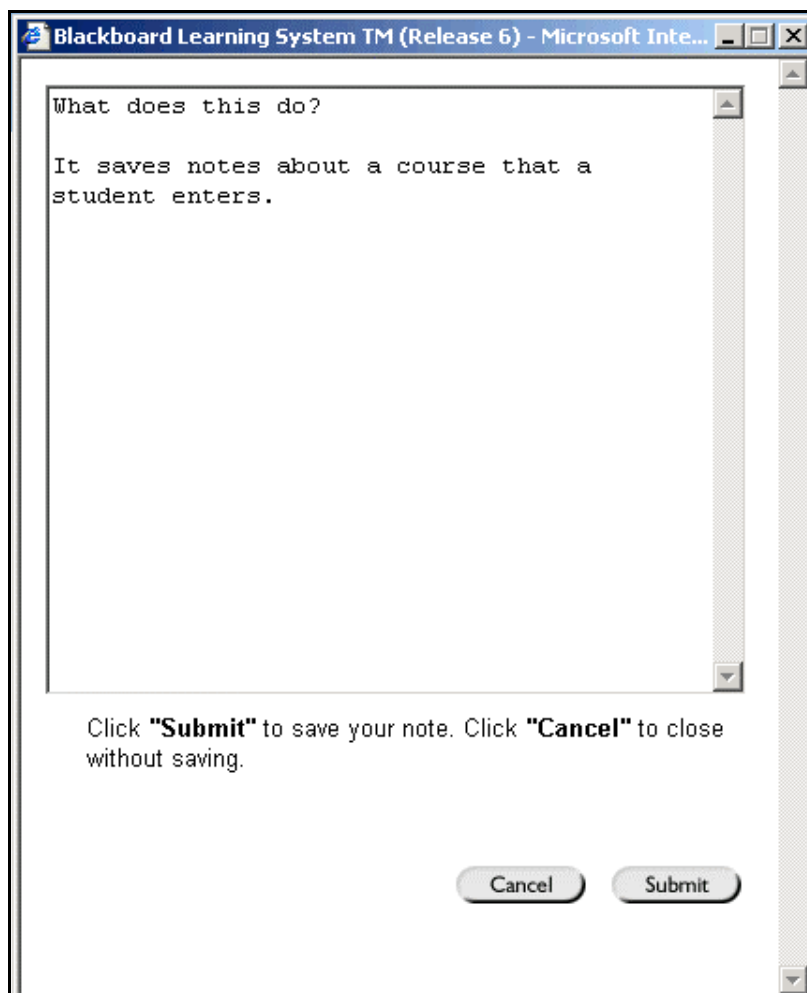 Blackboard Learning System TM (Release 6) - Microsoft Inte...
What does this do?
It saves notes about a course that a
student enters.
Click "Submit" to save your note. Click "Cancel" to close
without saving.
Cancel Submit